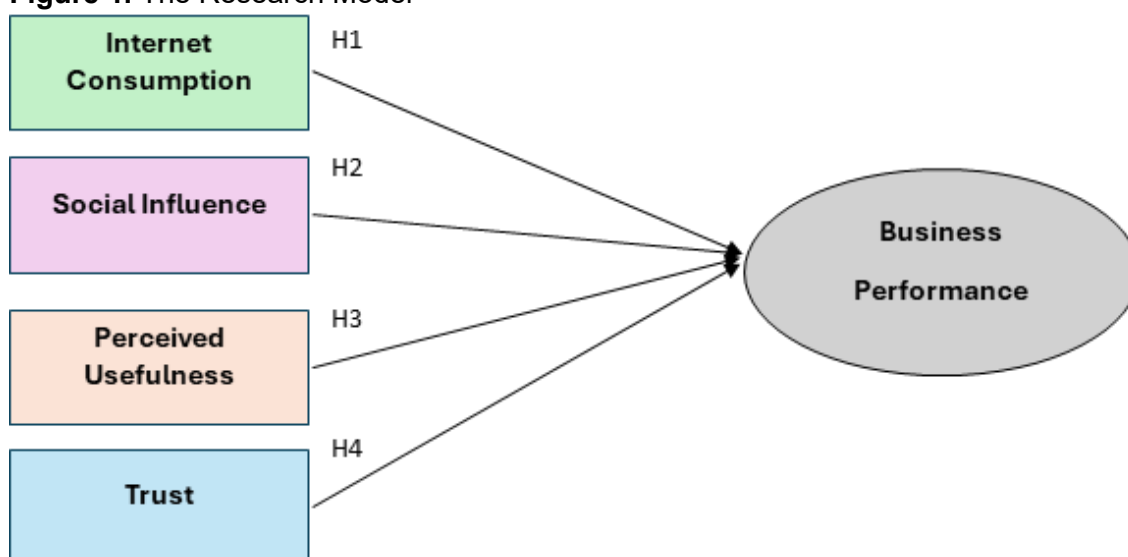 Figure 1. The Research Model
Internet
Consumption
H1
Social Influence
H2
Perceived
Usefulness
H3
Trust
H4
Business
Performance